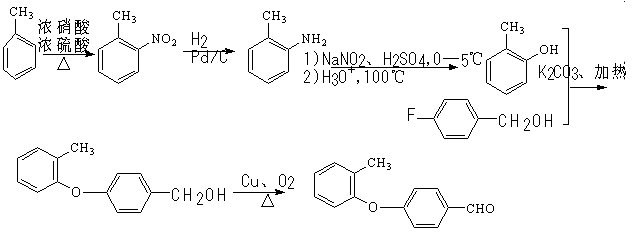 CH₃
浓硝酸
浓硫酸
△
CH₃
NO₂
H2
Pd/C
CH₃
NH₂
1)NaNO2、H2SO4,0—5℃
2)H3O⁺,100℃
CH₃
OH
F
CH₂OH
K2CO3、加热
CH₃
O
CH₂OH
Cu、O2
△
CH₃
O
CHO